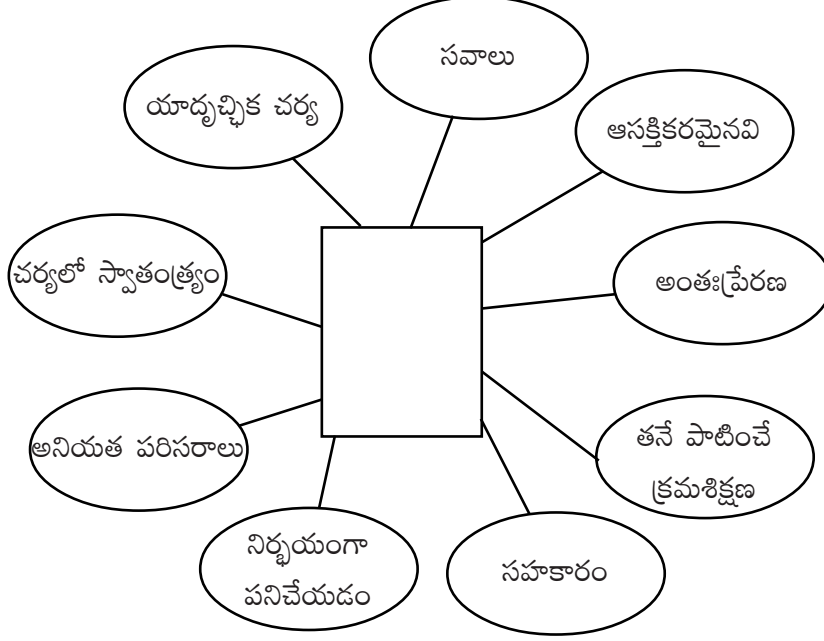 సవాలు
యాదృచ్ఛిక చర్య
ఆసక్తికరమైనవి
చర్యలో స్వాతంత్ర్యం
అంతఃప్రేరణ
అనియత పరిసరాలు
తనే పాటించే
క్రమశిక్షణ
నిర్భయంగా
పనిచేయడం
సహకారం